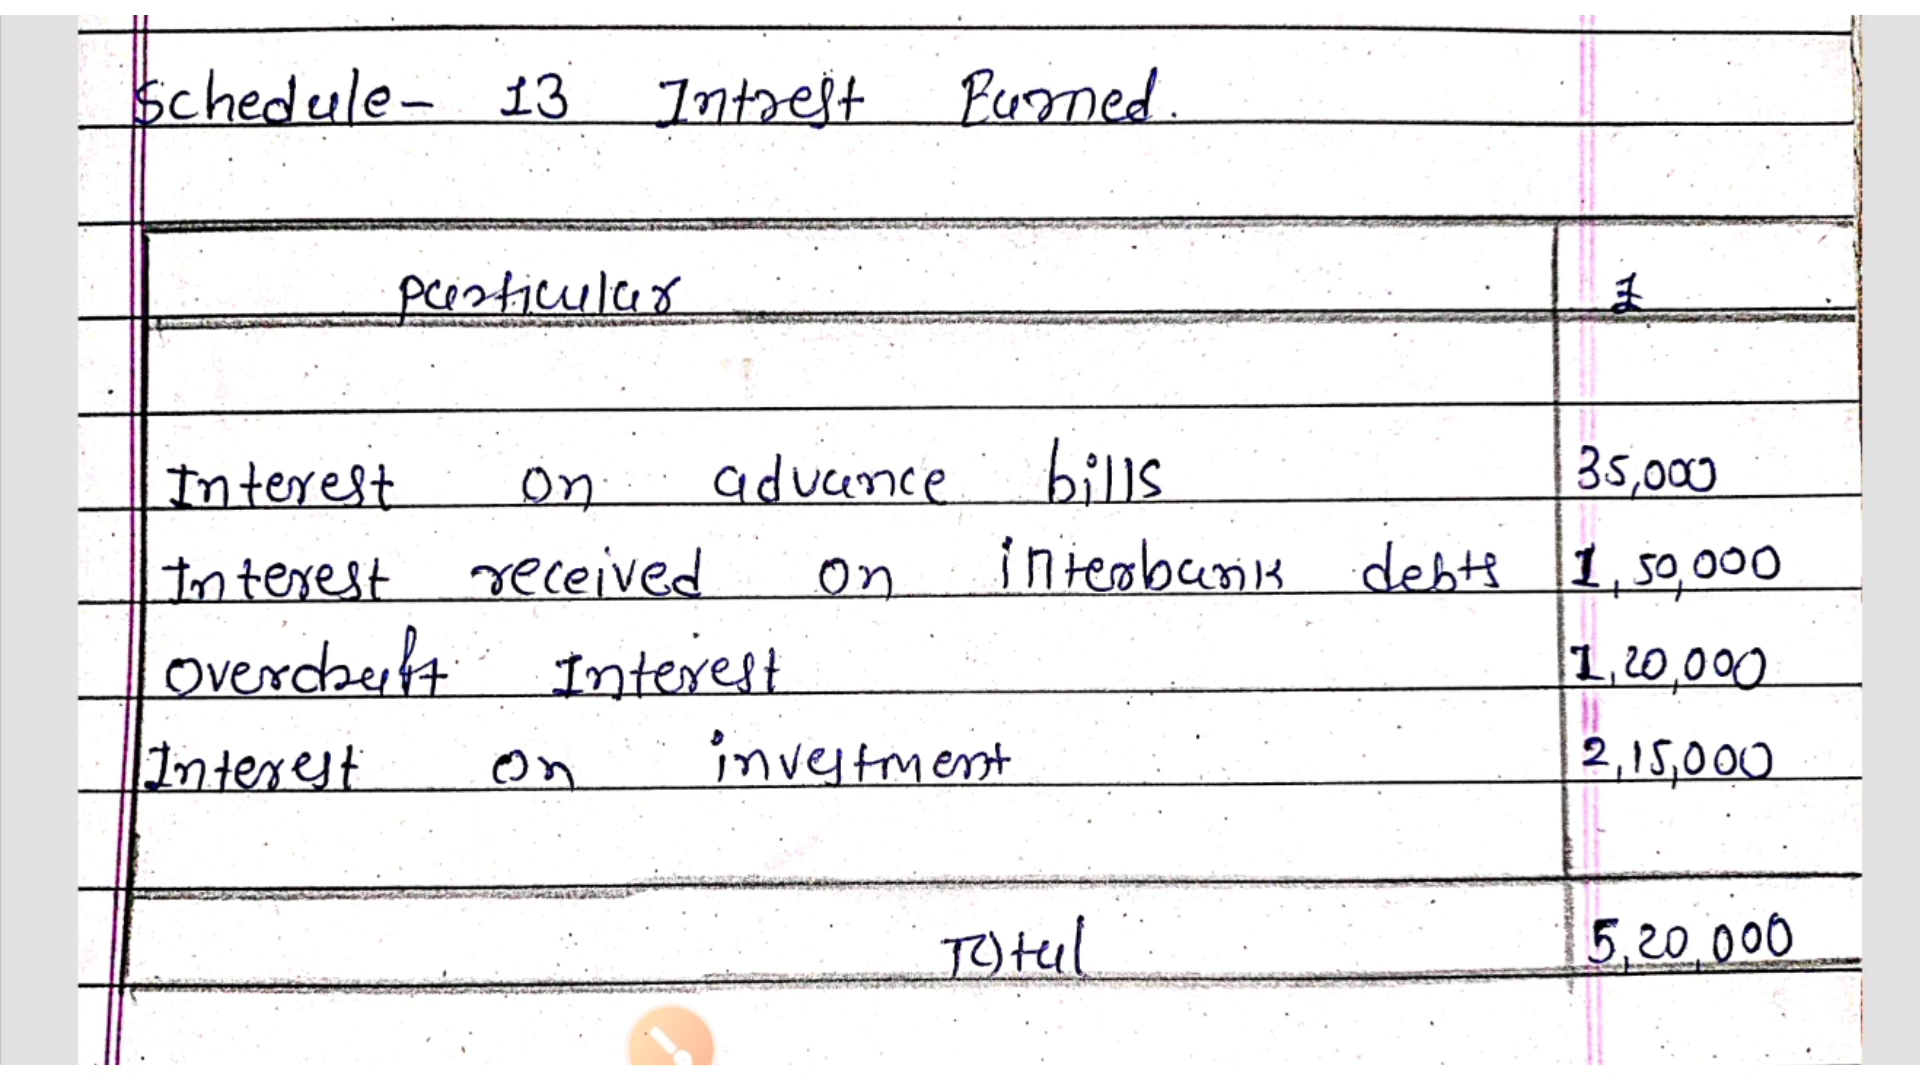 Schedule- 13 Intrest Earned.
particular ₹
Interest on advance bills 35,000
Interest received on interbank debts 1,50,000
Overdraft Interest 1,20,000
Interest on investment 2,15,000
Total 5,20,000